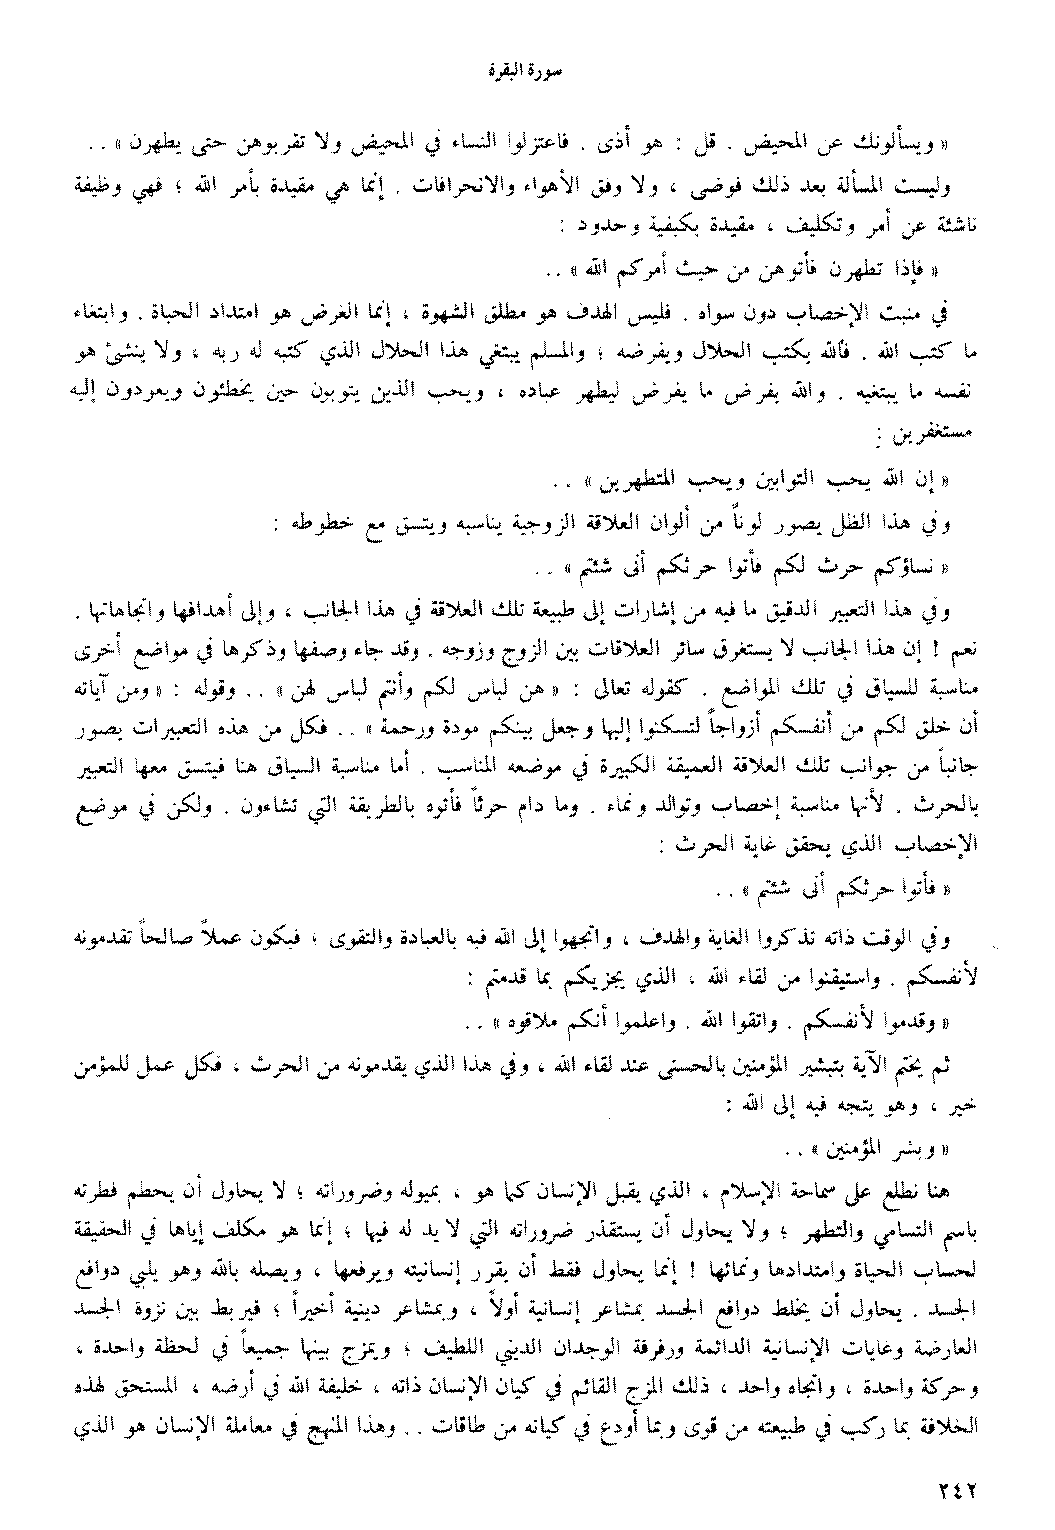 سورة البقرة
« ويسألونك عن المحيض . قل : هو أذى . فاعتزلوا النساء في المحيض ولا تقربوهن حتى يطهرن » . .
وليست المسألة بعد ذلك فوضى ، ولا وفق الأهواء والانحرافات . إنما هي مقيدة بأمر الله ؛ فهي وظيفة
ناشئة عن أمر وتكليف ، مقيدة بكيفية وحدود :
« فإذا تطهرن فأتوهن من حيث أمركم الله » . .
في منبت الإخصاب دون سواه . فليس الهدف هو مطلق الشهوة ، إنما الغرض هو امتداد الحياة . وابتغاء
ما كتب الله . فالله يكتب الحلال ويفرضه ؛ والمسلم يبتغي هذا الحلال الذي كتبه له ربه ، ولا ينشئ هو
نفسه ما يبتغيه . والله يفرض ما يفرض ليطهر عباده ، ويحب الذين يتوبون حين يخطئون ويعودون إليه
مستغفرين :
« إن الله يحب التوابين ويحب المتطهرين » . .
وفي هذا الظل يصور لوناً من ألوان العلاقة الزوجية يناسبه ويتسق مع خطوطه :
« نساؤكم حرث لكم فأتوا حرثكم أنى شئتم » . .
وفي هذا التعبير الدقيق ما فيه من إشارات إلى طبيعة تلك العلاقة في هذا الجانب ، وإلى أهدافها واتجاهاتها .
نعم ! إن هذا الجانب لا يستغرق سائر العلاقات بين الزوج وزوجه . وقد جاء وصفها وذكرها في مواضع أخرى
مناسبة للسياق في تلك المواضع . كقوله تعالى : « هن لباس لكم وأنتم لباس لهن » . . وقوله : « ومن آياته
أن خلق لكم من أنفسكم أزواجاً لتسكنوا إليها وجعل بينكم مودة ورحمة » . . فكل من هذه التعبيرات يصور
جانباً من جوانب تلك العلاقة العميقة الكبيرة في موضعه المناسب . أما مناسبة السياق هنا فيتسق معها التعبير
بالحرث . لأنها مناسبة إخصاب وتوالد ونماء . وما دام حرثاً فأتوه بالطريقة التي تشاءون . ولكن في موضع
الإخصاب الذي يحقق غاية الحرث :
« فأتوا حرثكم أنى شئتم » . .
وفي الوقت ذاته تذكروا الغاية والهدف ، واتجهوا إلى الله فيه بالعبادة والتقوى ؛ فيكون عملاً صالحاً تقدمونه
لأنفسكم . واستيقنوا من لقاء الله ، الذي يجزيكم بما قدمتم :
« وقدموا لأنفسكم . واتقوا الله . واعلموا أنكم ملاقوه » . .
ثم يختم الآية بتبشير المؤمنين بالحسنى عند لقاء الله ، وفي هذا الذي يقدمونه من الحرث ، فكل عمل للمؤمن
خير ، وهو يتجه فيه إلى الله :
« وبشر المؤمنين » . .
هنا نطلع على سماحة الإسلام ، الذي يقبل الإنسان كما هو ، بميوله وضروراته ؛ لا يحاول أن يحطم فطرته
باسم التسامي والتطهر ؛ ولا يحاول أن يستقذر ضروراته التي لا يد له فيها ؛ إنما هو مكلف إياها في الحقيقة
لحساب الحياة وامتدادها ونمائها ! إنما يحاول فقط أن يقرر إنسانيته ويرفعها ، ويصله بالله وهو يلبي دوافع
الجسد . يحاول أن يخلط دوافع الجسد بمشاعر إنسانية أولاً ، وبمشاعر دينية أخيراً ؛ فيربط بين نزوة الجسد
العارضة وغايات الإنسانية الدائمة ورفرفة الوجدان الديني اللطيف ؛ ويمزج بينها جميعاً في لحظة واحدة ،
وحركة واحدة ، واتجاه واحد ، ذلك المزج القائم في كيان الإنسان ذاته ، خليفة الله في أرضه ، المستحق لهذه
الخلافة بما ركب في طبيعته من قوى وبما أودع في كيانه من طاقات . . وهذا المنهج في معاملة الإنسان هو الذي
٢٤٢